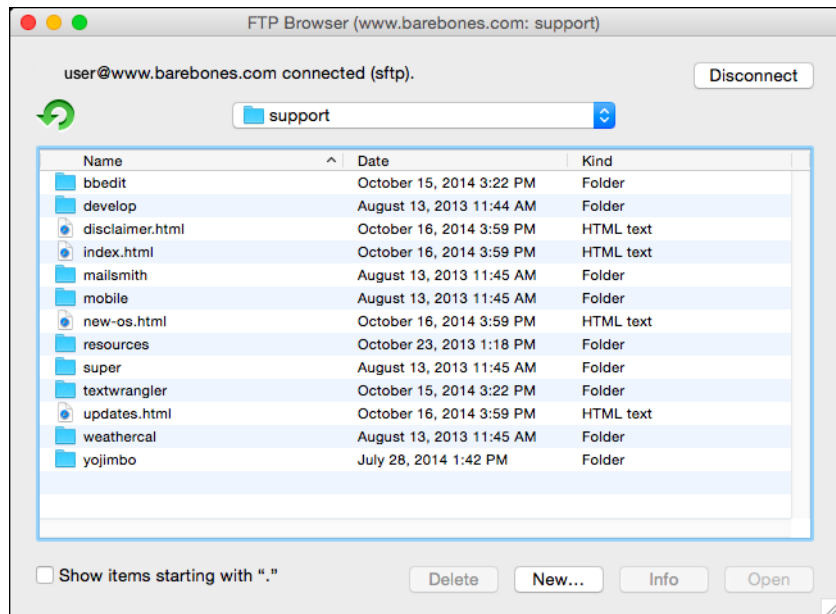 FTP Browser (www.barebones.com: support)
user@www.barebones.com connected (sftp).
Disconnect
support
Name Date Kind
bbedit October 15, 2014 3:22 PM Folder
develop August 13, 2013 11:44 AM Folder
disclaimer.html October 16, 2014 3:59 PM HTML text
index.html October 16, 2014 3:59 PM HTML text
mailsmith August 13, 2013 11:45 AM Folder
mobile August 13, 2013 11:45 AM Folder
new-os.html October 16, 2014 3:59 PM HTML text
resources October 23, 2013 1:18 PM Folder
super August 13, 2013 11:45 AM Folder
textwrangler October 15, 2014 3:22 PM Folder
updates.html October 16, 2014 3:59 PM HTML text
weathercal August 13, 2013 11:45 AM Folder
yojimbo July 28, 2014 1:42 PM Folder
Show items starting with “.”
Delete New... Info Open